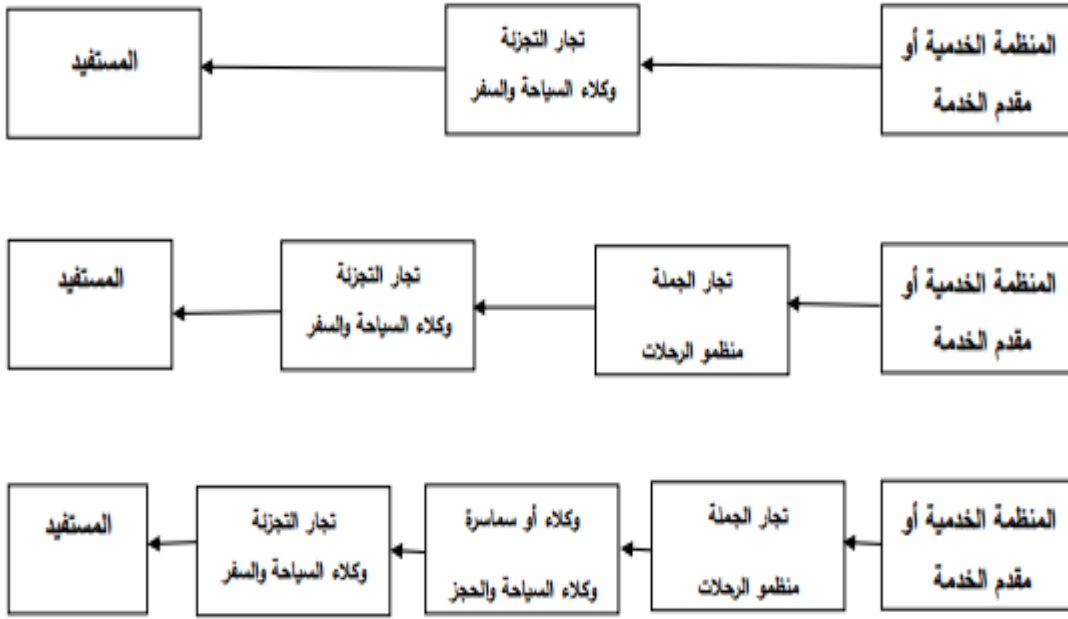 المنظمة الخدمية أو
مقدم الخدمة
تجار التجزئة
وكلاء السياحة والسفر
المستفيد
المنظمة الخدمية أو
مقدم الخدمة
تجار الجملة
منظمو الرحلات
تجار التجزئة
وكلاء السياحة والسفر
المستفيد
المنظمة الخدمية أو
مقدم الخدمة
تجار الجملة
منظمو الرحلات
وكلاء أو سماسرة
وكلاء السياحة والحجز
تجار التجزئة
وكلاء السياحة والسفر
المستفيد